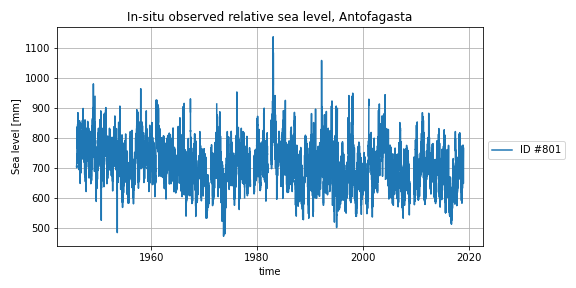 In-situ observed relative sea level, Antofagasta
1100
1000
900
800
700
600
500
Sea level [mm]
1960
1980
2000
2020
time
ID #801